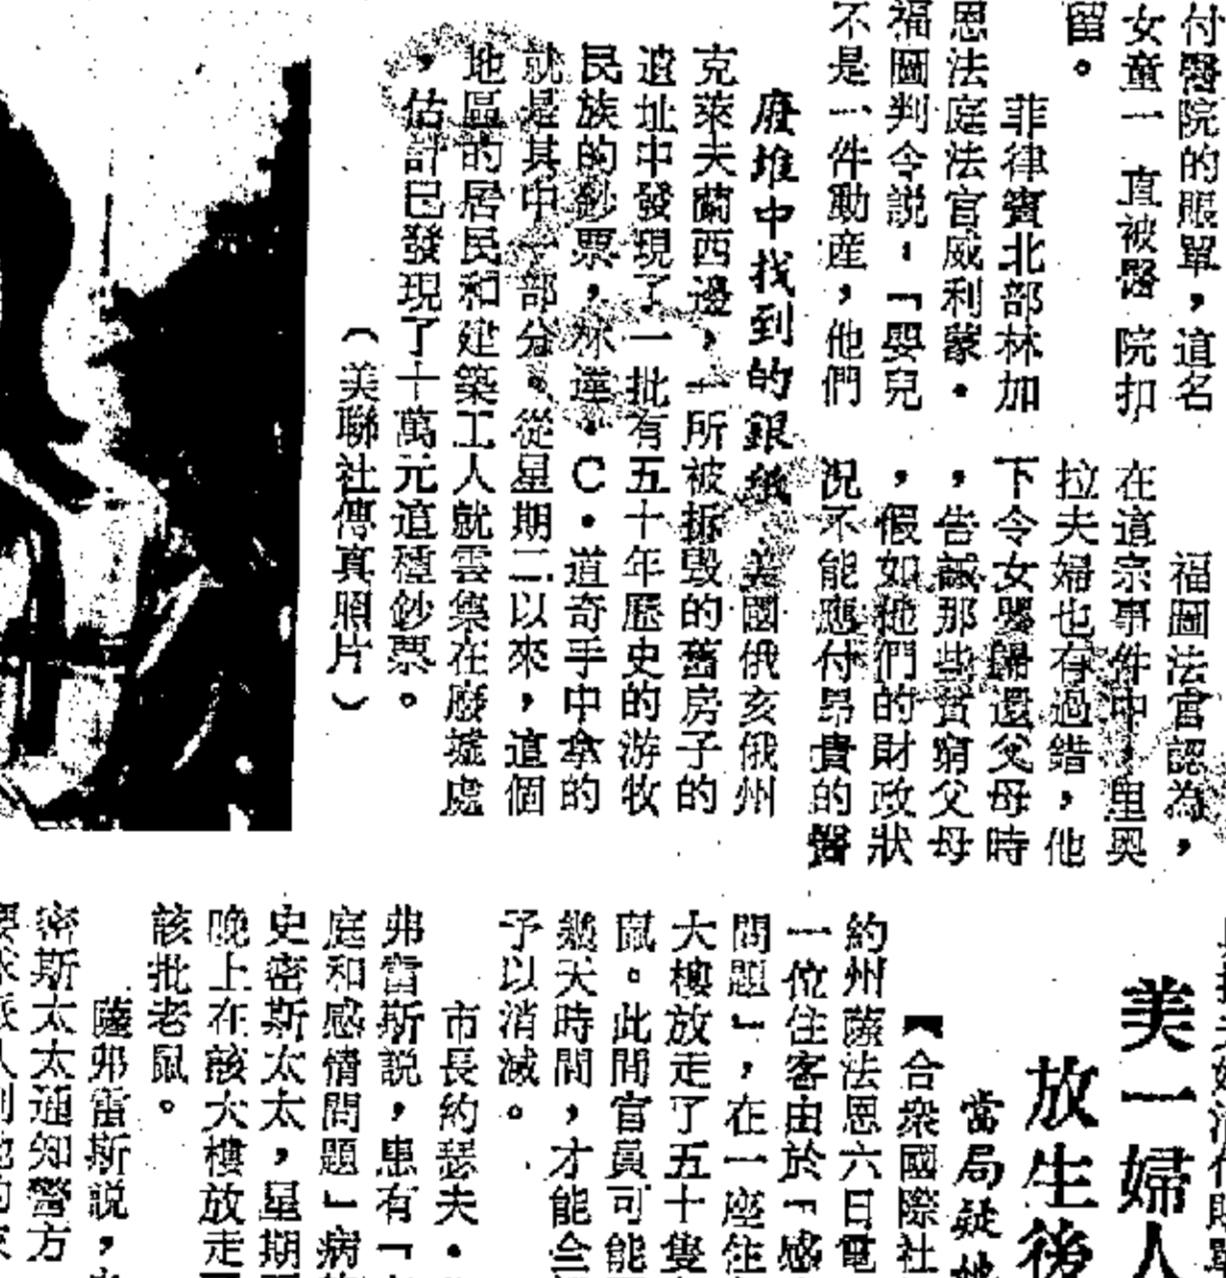 付醫院的賬單，這名
女童一直被醫院扣
留。
菲律賓北部林加
恩法庭法官威利蒙·
福圖判令説：「嬰兒
不是一件動産，他們
福圖法官認為，
在這宗事件中，里奧
拉夫婦也有過錯，他
下令女嬰歸還父母時
，告誡那些貧窮父母
，假如他們的財政狀
況不能應付昂貴的醫
廢堆中找到的銀紙 美國俄亥俄州
克萊夫蘭西邊，一所被拆毁的舊房子的
遺址中發現了一批有五十年歷史的游牧
民族的鈔票，琳達·C·道奇手中拿的
就是其中一部分。從星期二以來，這個
地區的居民和建築工人就雲集在廢墟處
，估計已發現了十萬元這種鈔票。
（美聯社傳真照片）
美一婦人
放生後
當局疑
【合衆國際社
約州薩法恩六日電
一位住客由於「感
問題」，在一座住
大樓放走了五十隻
鼠。此間官員可能
幾天時間，才能全
予以消滅。
市長約瑟夫·
弗雷斯説，患有「
庭和感情問題」病
史密斯太太，星期
晚上在該大樓放走
該批老鼠。
薩弗雷斯説，
密斯太太通知警方